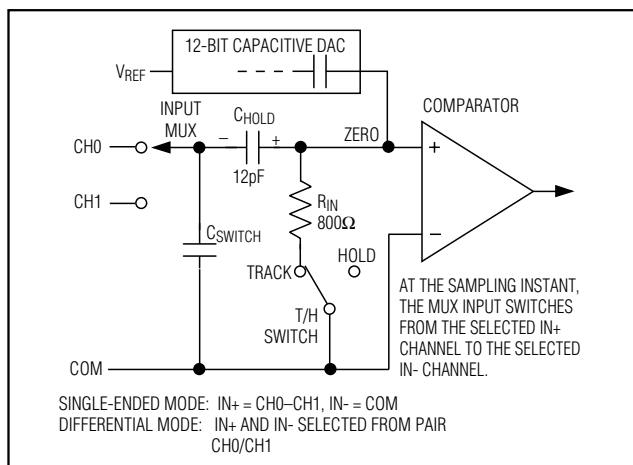 12-BIT CAPACITIVE DAC
VREF
COMPARATOR
INPUT
MUX
CHOLD
ZERO
CH0
− +
12pF
+
CH1
RIN
800Ω
−
CSWITCH
HOLD
TRACK
T/H
SWITCH
AT THE SAMPLING INSTANT,
THE MUX INPUT SWITCHES
FROM THE SELECTED IN+
CHANNEL TO THE SELECTED
IN- CHANNEL.
COM
SINGLE-ENDED MODE: IN+ = CH0–CH1, IN- = COM
DIFFERENTIAL MODE: IN+ AND IN- SELECTED FROM PAIR
CH0/CH1